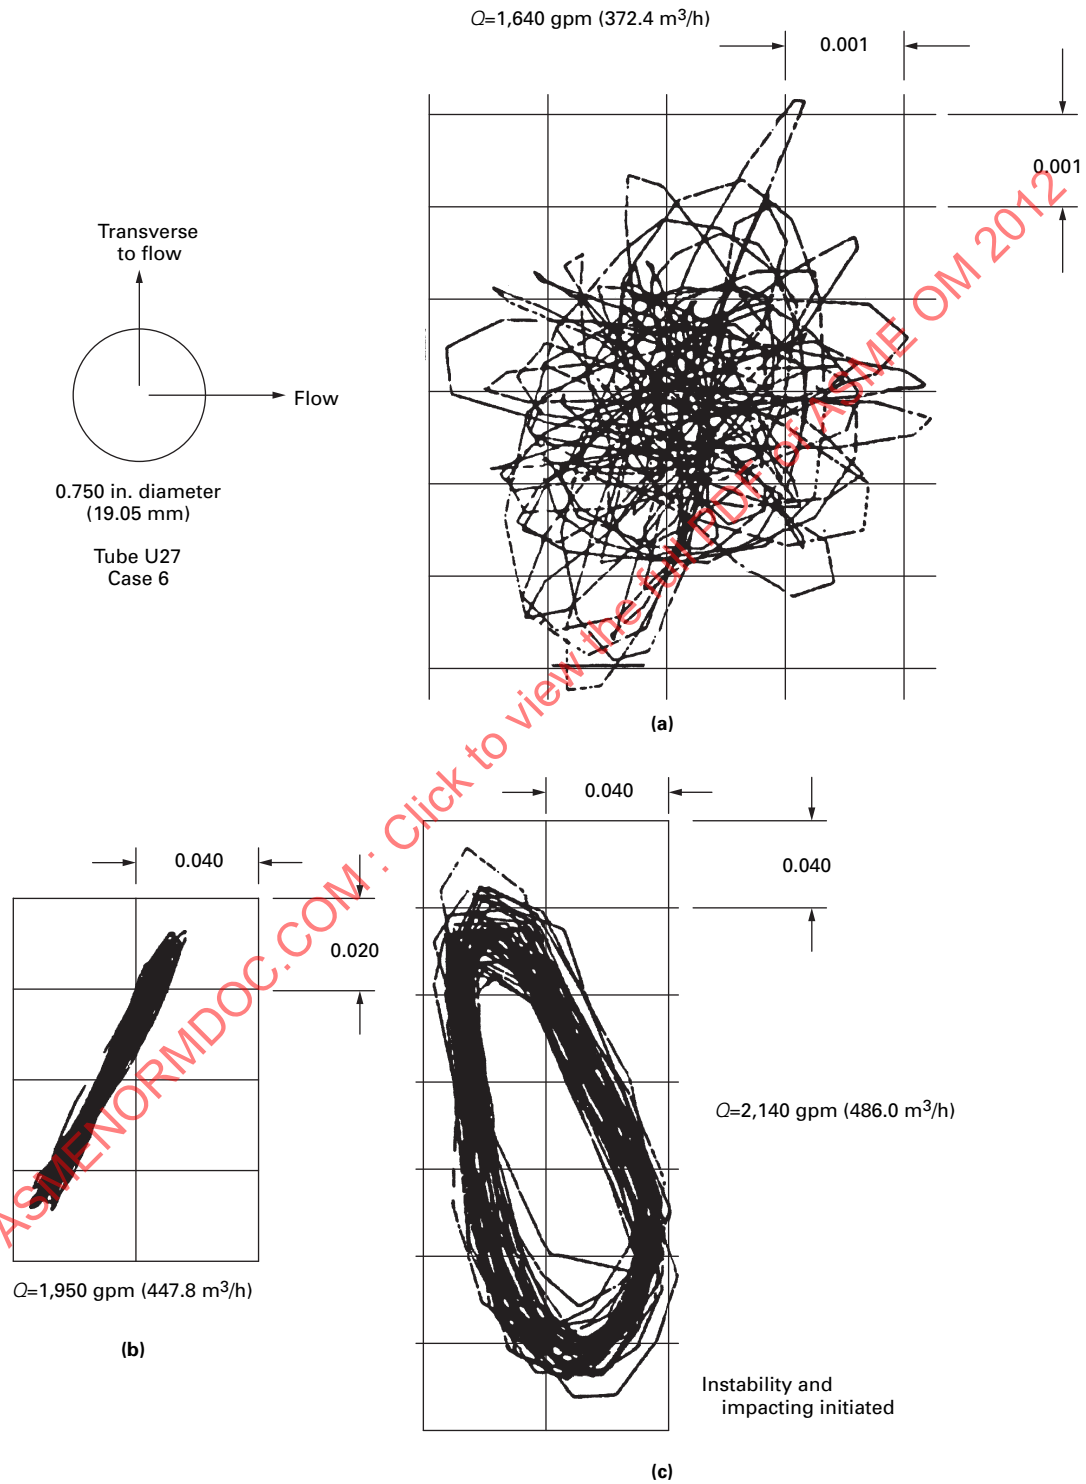 Q=1,640 gpm (372.4 m³/h)
0.001
0.001
Transverse
to flow
Flow
0.750 in. diameter
(19.05 mm)
Tube U27
Case 6
(a)
0.040
0.040
0.040
0.020
Q=2,140 gpm (486.0 m³/h)
Q=1,950 gpm (447.8 m³/h)
(b)
Instability and
impacting initiated
(c)
ASMENORMDOC.COM : Click to view the full PDF of ASME OM 2012